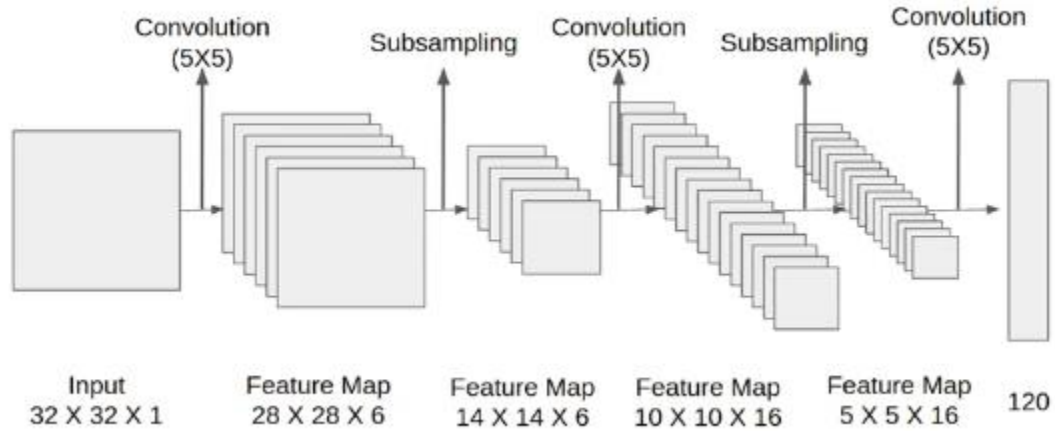 Convolution
(5X5)
Subsampling
Convolution
(5X5)
Subsampling
Convolution
(5X5)
Input
32 X 32 X 1
Feature Map
28 X 28 X 6
Feature Map
14 X 14 X 6
Feature Map
10 X 10 X 16
Feature Map
5 X 5 X 16
120